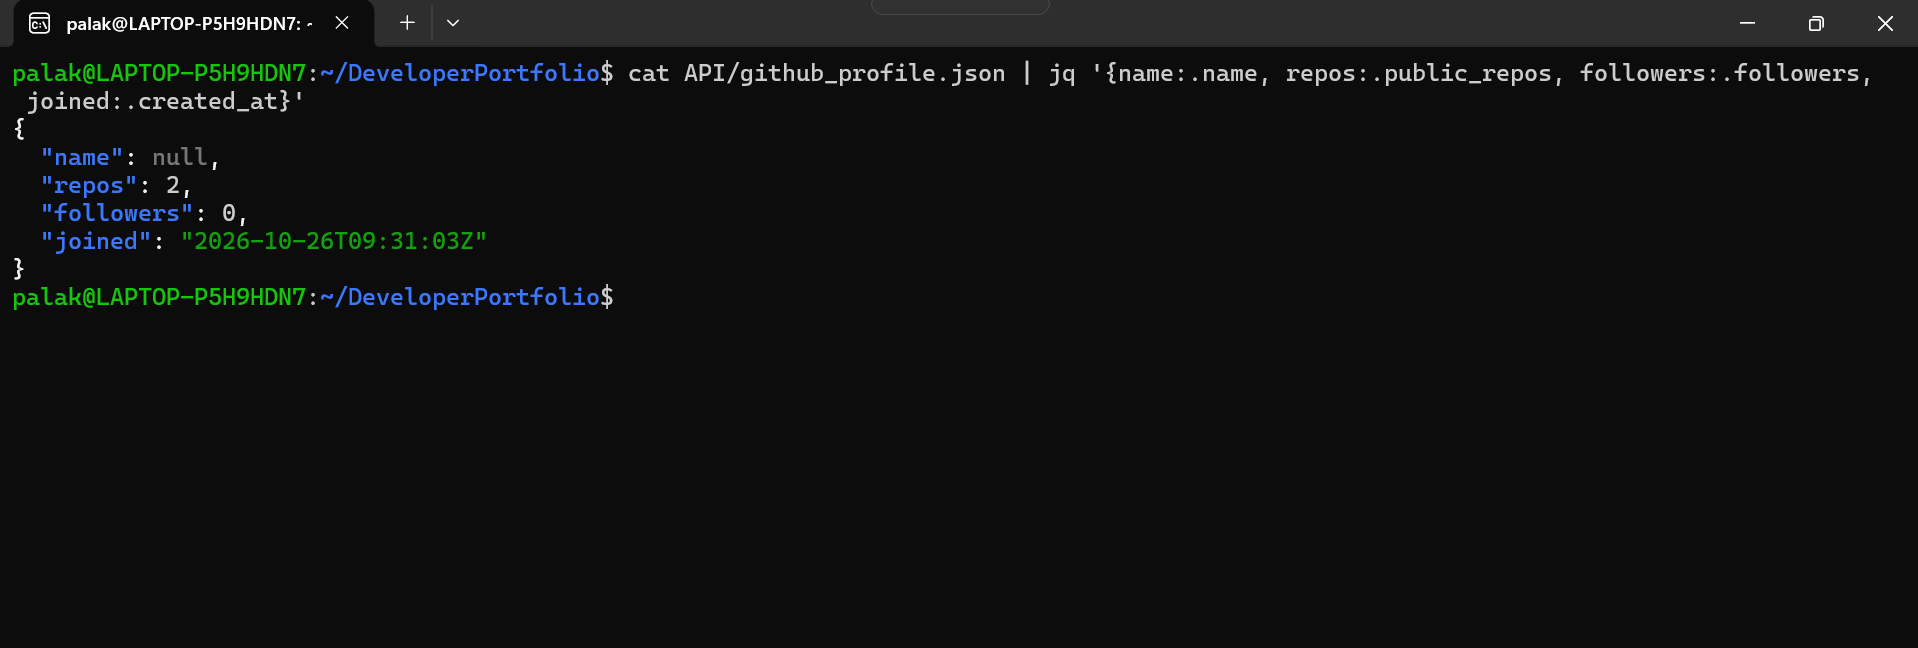 palak@LAPTOP-P5H9HDN7: ~
palak@LAPTOP-P5H9HDN7:~/DeveloperPortfolio$ cat API/github_profile.json | jq '{name:.name, repos:.public_repos, followers:.followers,
 joined:.created_at}'
{
  "name": null,
  "repos": 2,
  "followers": 0,
  "joined": "2026-10-26T09:31:03Z"
}
palak@LAPTOP-P5H9HDN7:~/DeveloperPortfolio$